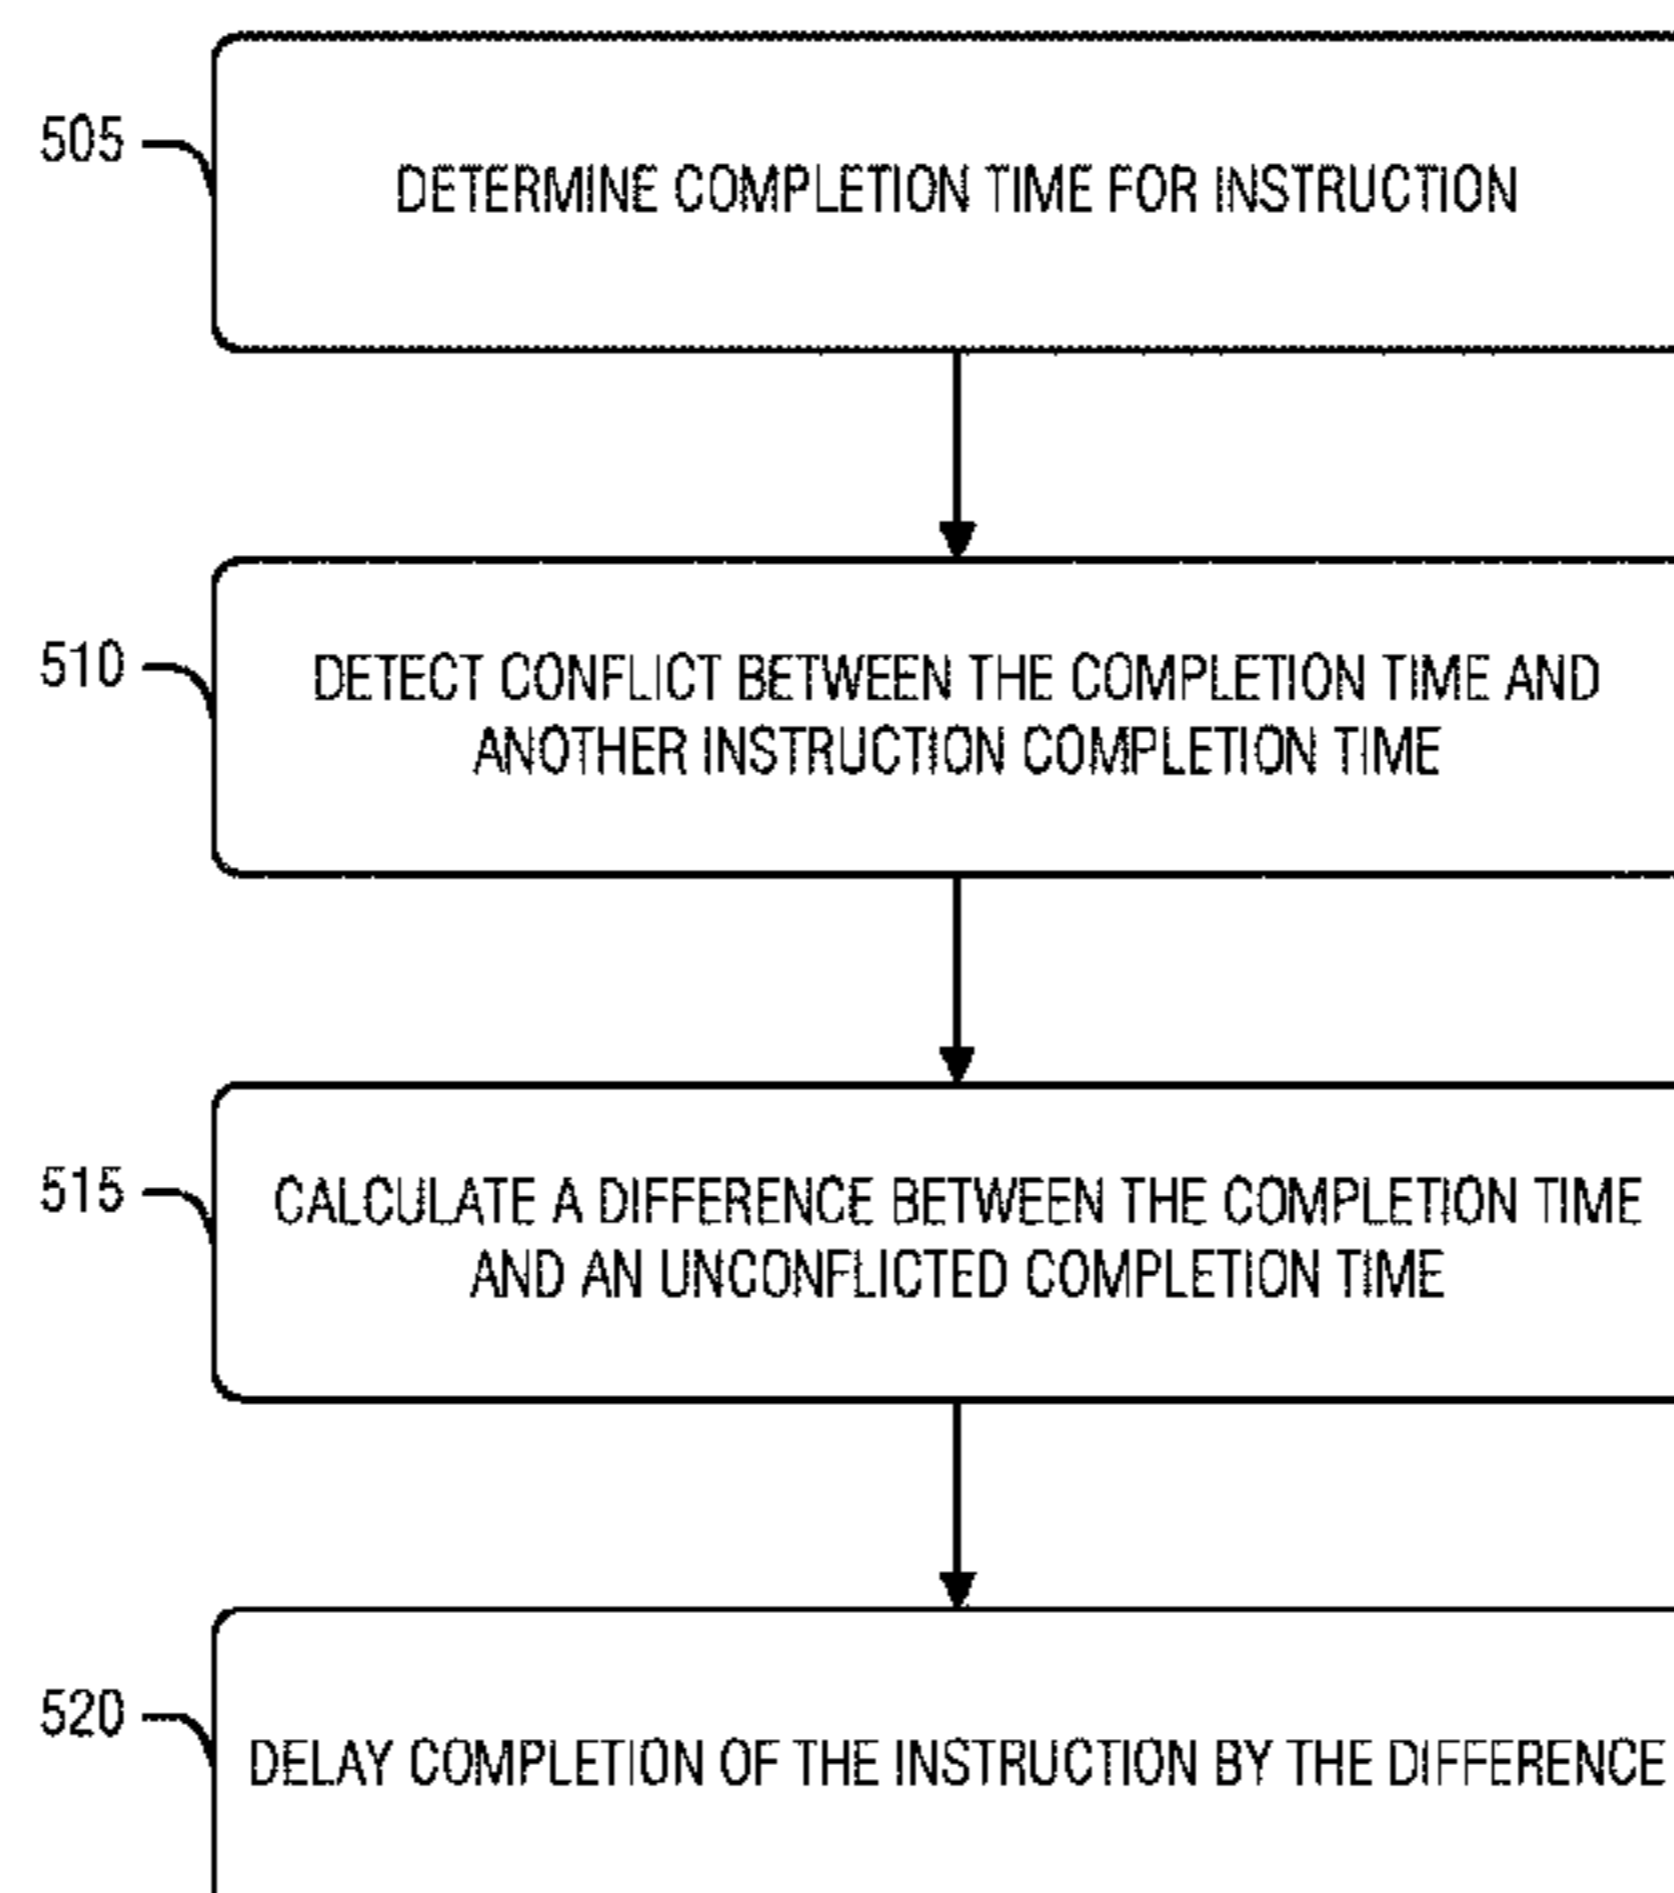 505
DETERMINE COMPLETION TIME FOR INSTRUCTION
510
DETECT CONFLICT BETWEEN THE COMPLETION TIME AND
ANOTHER INSTRUCTION COMPLETION TIME
515
CALCULATE A DIFFERENCE BETWEEN THE COMPLETION TIME
AND AN UNCONFLICTED COMPLETION TIME
520
DELAY COMPLETION OF THE INSTRUCTION BY THE DIFFERENCE